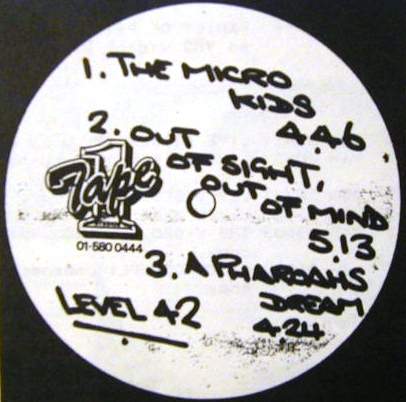 1. THE MICRO
KIDS
4.46
2. OUT
OF SIGHT,
OUT
OF MIND
5.13
Tape 1
01-580 0444
3. A PHAROAHS
DREAM
4.24
LEVEL 42